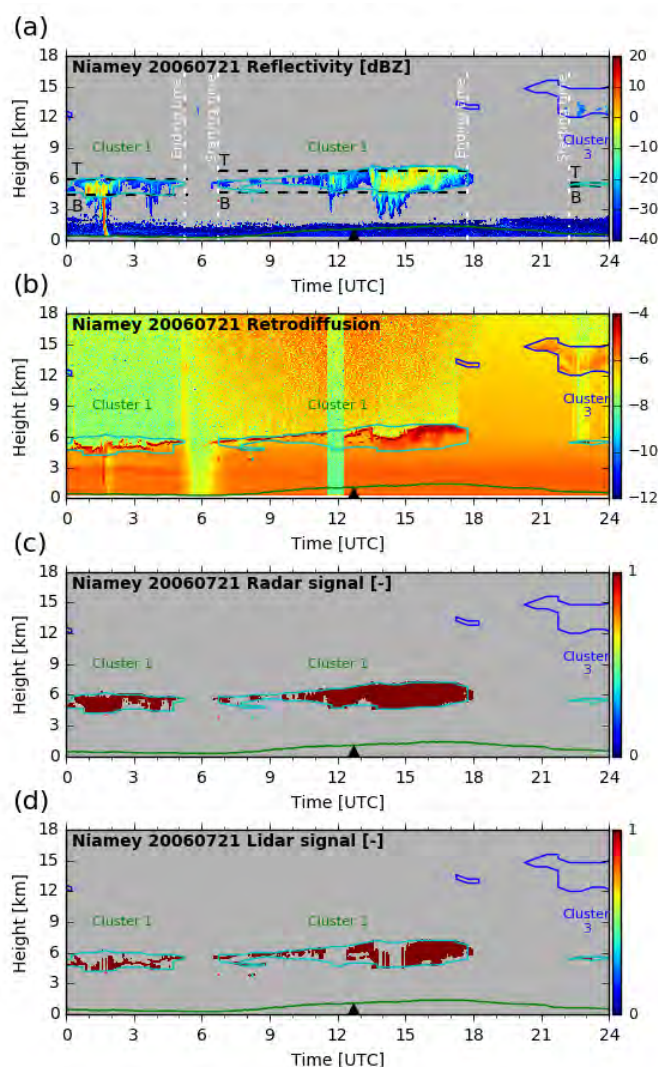 (a)
Niamey 20060721 Reflectivity [dBZ]
Height [km]
18
15
12
9
6
3
0
Ending time
Starting time
Ending time
Starting time
Cluster 1
Cluster 1
Cluster
3
T
B
T
B
T
B
20
10
0
−10
−20
−30
−40
0 3 6 9 12 15 18 21 24
Time [UTC]
(b)
Niamey 20060721 Retrodiffusion
Height [km]
18
15
12
9
6
3
0
Cluster 1
Cluster 1
Cluster
3
−4
−6
−8
−10
−12
0 3 6 9 12 15 18 21 24
Time [UTC]
(c)
Niamey 20060721 Radar signal [-]
Height [km]
18
15
12
9
6
3
0
Cluster 1
Cluster 1
Cluster
3
1
0
0 3 6 9 12 15 18 21 24
Time [UTC]
(d)
Niamey 20060721 Lidar signal [-]
Height [km]
18
15
12
9
6
3
0
Cluster 1
Cluster 1
Cluster
3
1
0
0 3 6 9 12 15 18 21 24
Time [UTC]